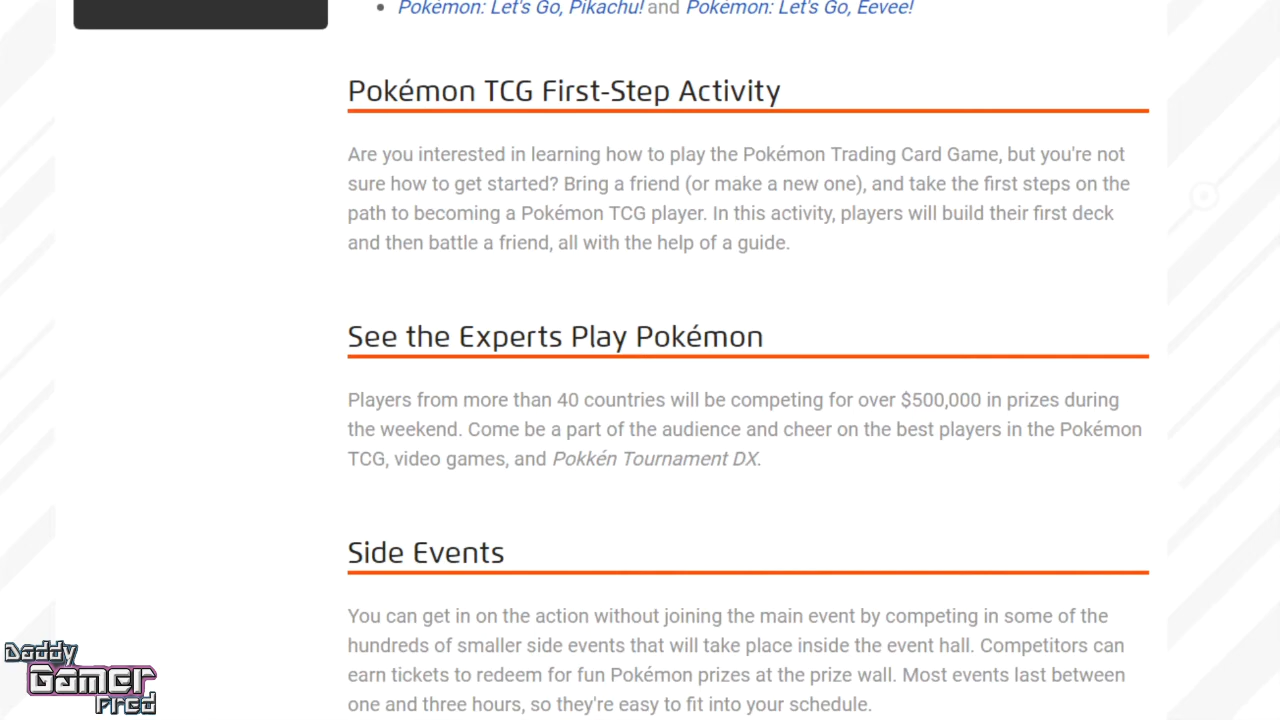 Pokémon: Let's Go, Pikachu! and Pokémon: Let's Go, Eevee!
Pokémon TCG First-Step Activity
Are you interested in learning how to play the Pokémon Trading Card Game, but you're not
sure how to get started? Bring a friend (or make a new one), and take the first steps on the
path to becoming a Pokémon TCG player. In this activity, players will build their first deck
and then battle a friend, all with the help of a guide.
See the Experts Play Pokémon
Players from more than 40 countries will be competing for over $500,000 in prizes during
the weekend. Come be a part of the audience and cheer on the best players in the Pokémon
TCG, video games, and Pokkén Tournament DX.
Side Events
You can get in on the action without joining the main event by competing in some of the
hundreds of smaller side events that will take place inside the event hall. Competitors can
earn tickets to redeem for fun Pokémon prizes at the prize wall. Most events last between
one and three hours, so they're easy to fit into your schedule.
Daddy
Gamer
Fred